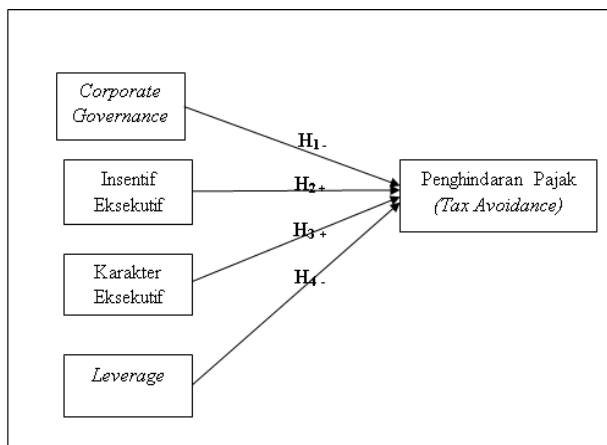 Corporate
Governance
H1 -
Insentif
Eksekutif
H2 +
Penghindaran Pajak
(Tax Avoidance)
H3 +
Karakter
Eksekutif
H4 -
Leverage